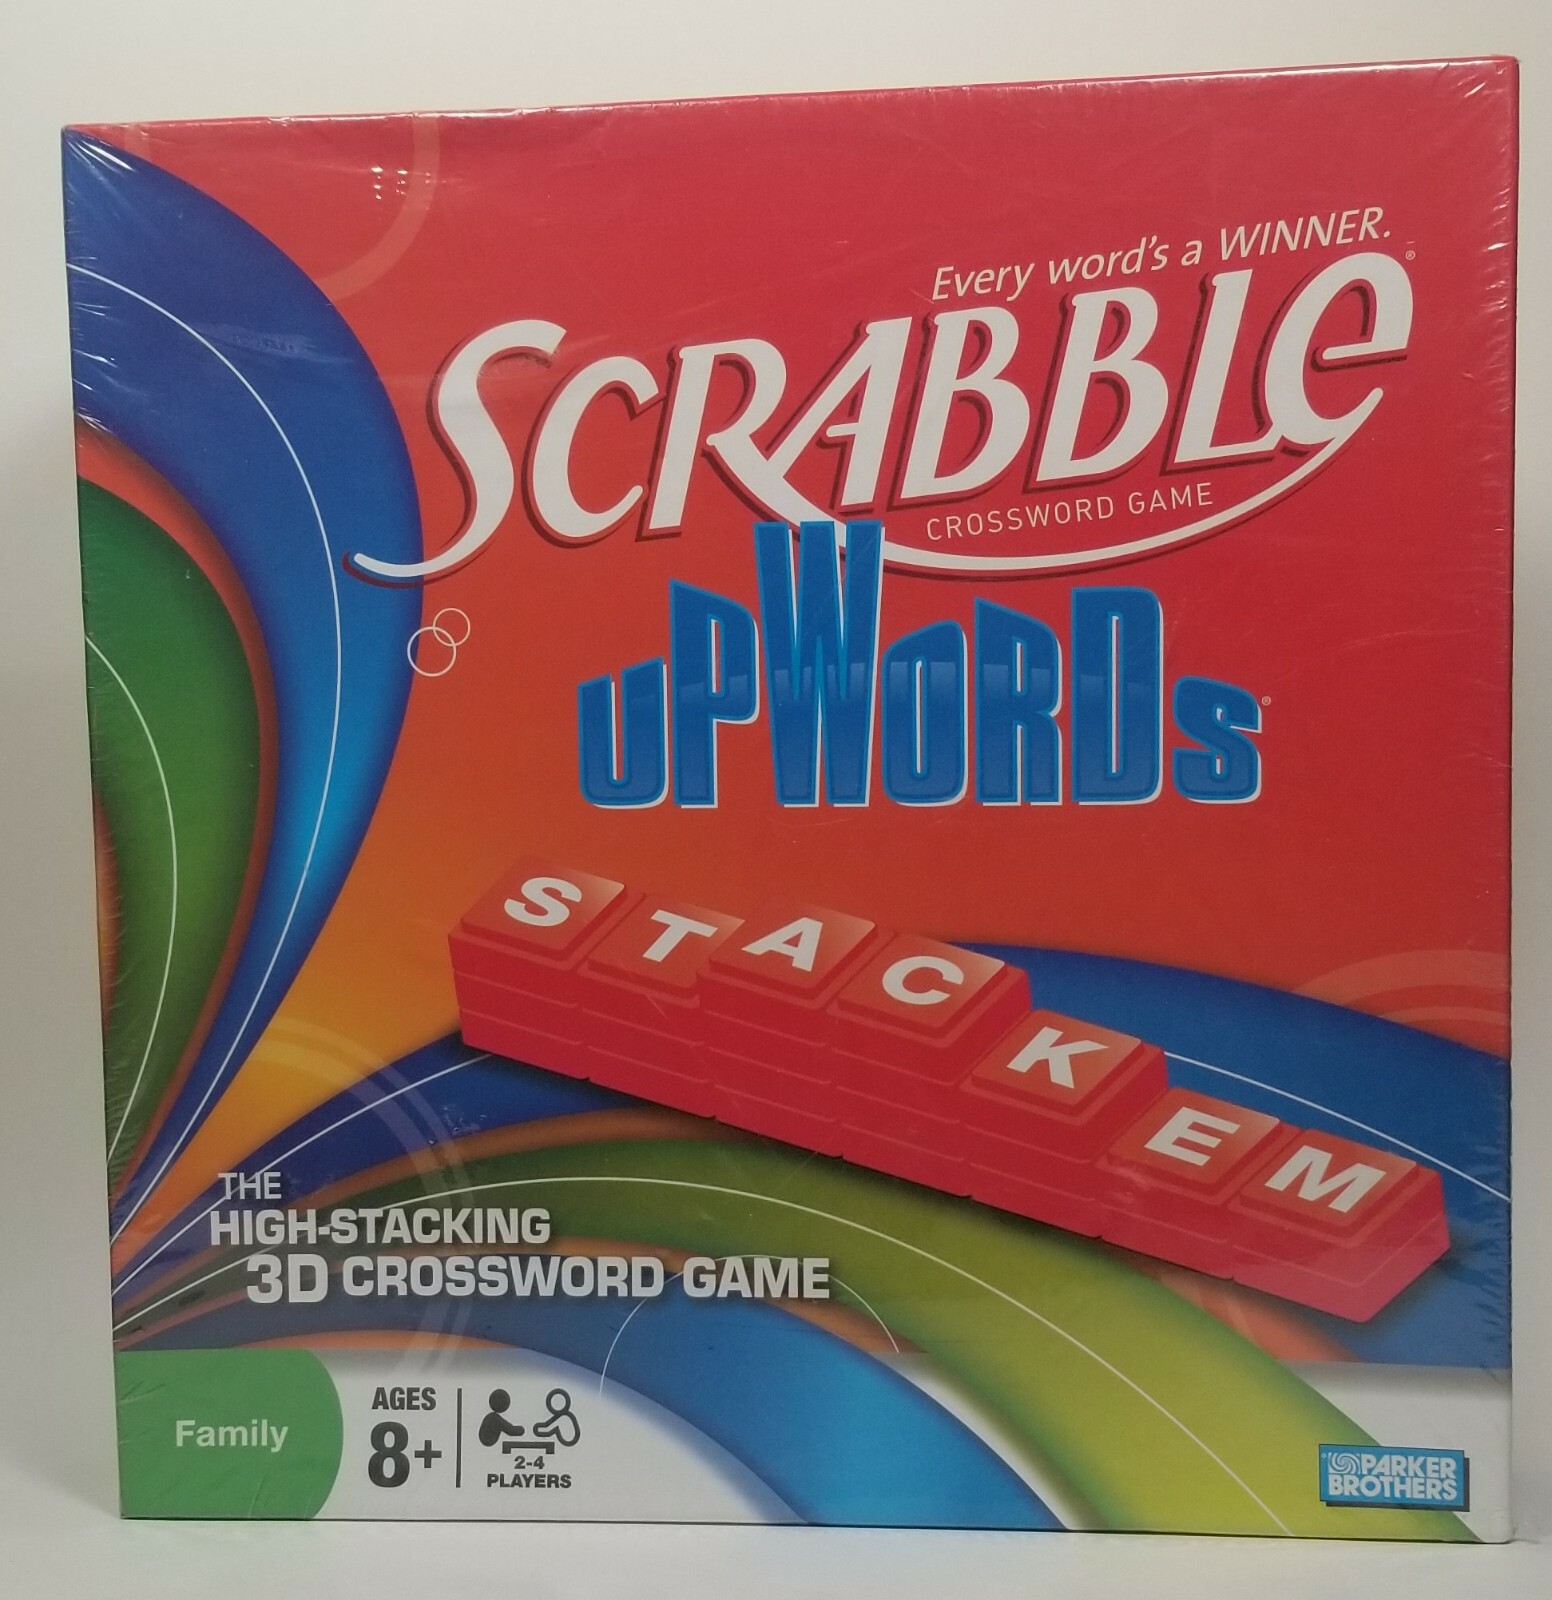 Every word's a WINNER.
SCRABBLE®
CROSSWORD GAME
UPWORDS®
STACKEM
THE
HIGH-STACKING
3D CROSSWORD GAME
Family
AGES
8+
2-4
PLAYERS
PARKER
BROTHERS